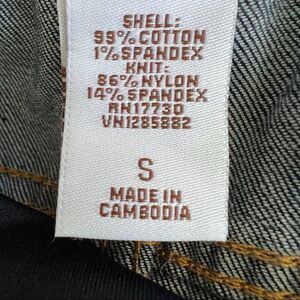 SHELL:
99% COTTON
1% SPANDEX
KNIT:
86% NYLON
14% SPANDEX
RN17730
VN1285882
S
MADE IN
CAMBODIA